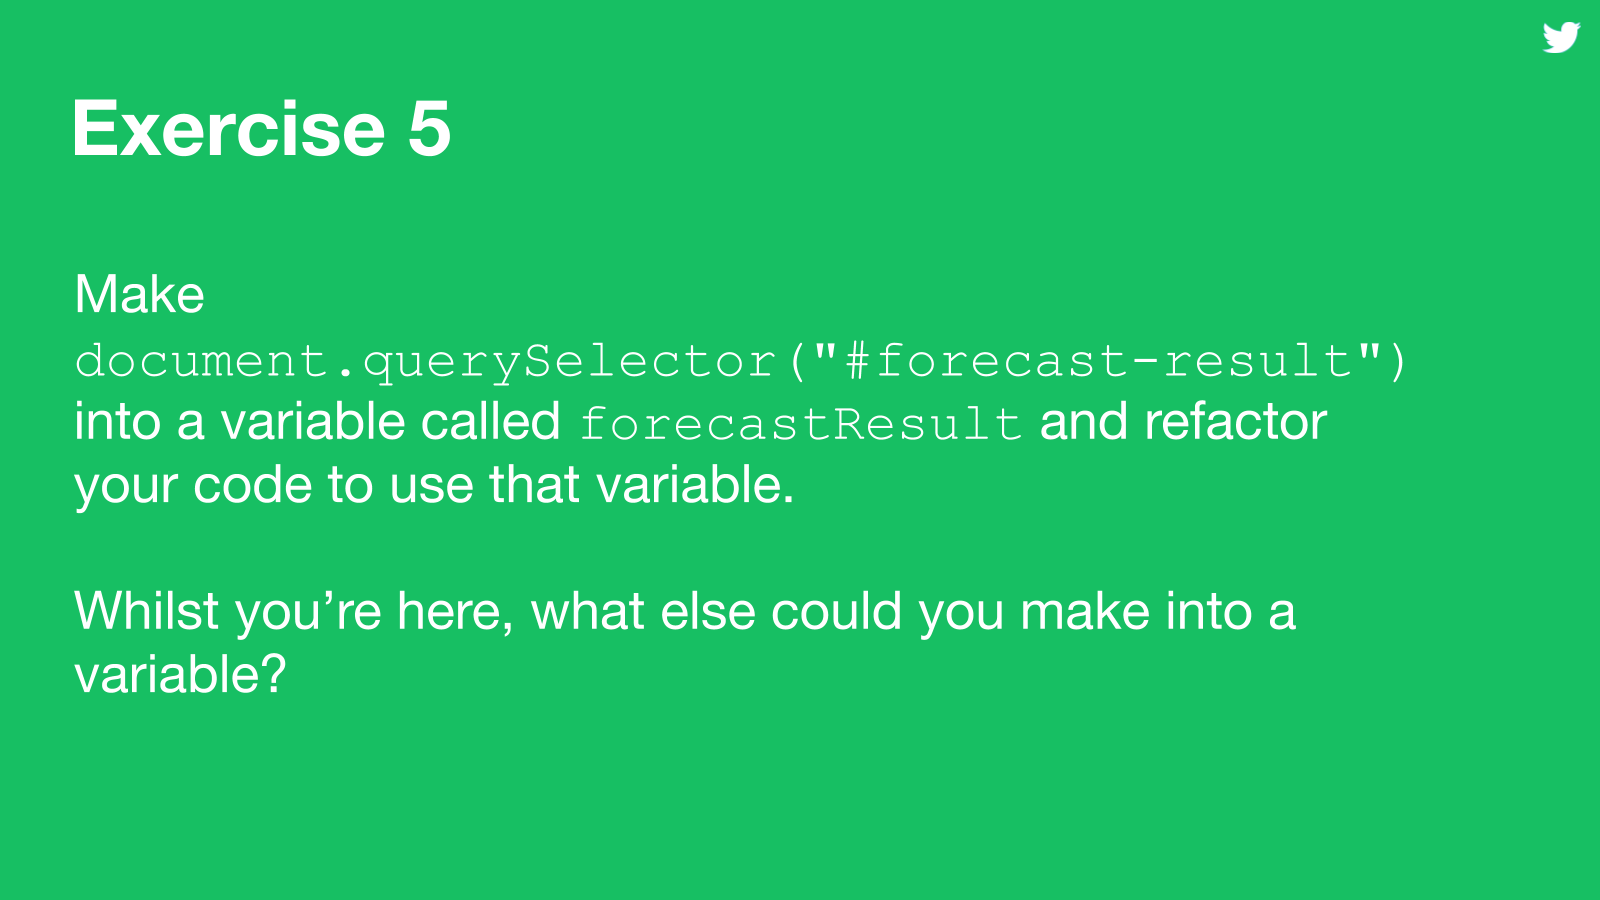 Exercise 5
Make
document.querySelector("#forecast-result")
into a variable called forecastResult and refactor
your code to use that variable.
Whilst you’re here, what else could you make into a
variable?